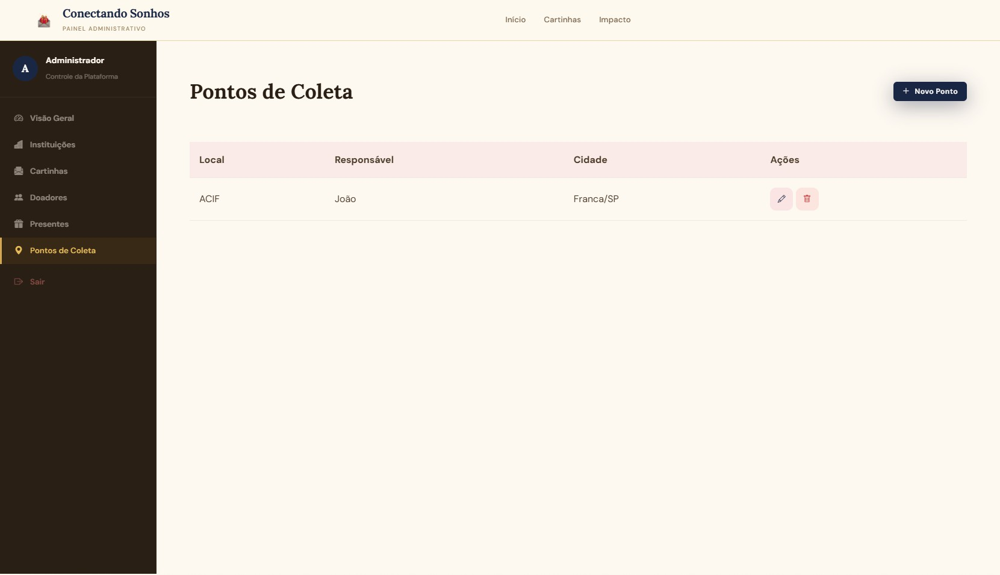 Conectando Sonhos
PAINEL ADMINISTRATIVO
Início Cartinhas Impacto
A
Administrador
Controle da Plataforma
Visão Geral
Instituições
Cartinhas
Doadores
Presentes
Pontos de Coleta
Sair
Pontos de Coleta
+ Novo Ponto
Local Responsável Cidade Ações
ACIF João Franca/SP